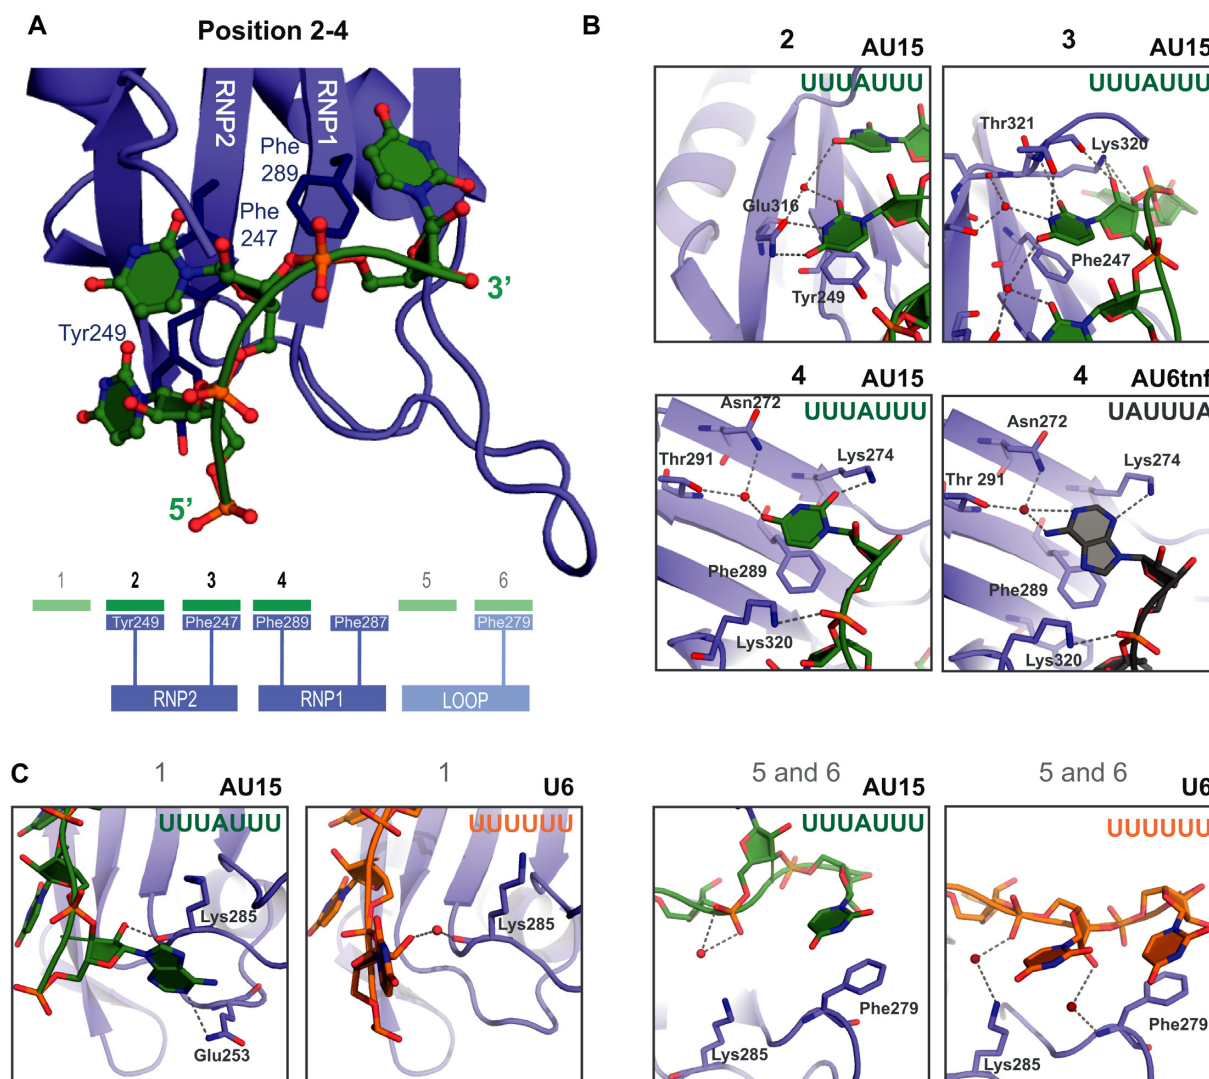 A
Position 2-4
RNP2
RNP1
Phe
289
Phe
247
Tyr249
3’
5’
1
2
3
4
5
6
Tyr249
Phe247
Phe289
Phe287
Phe279
RNP2
RNP1
LOOP
B
2
AU15
UUUAUUU
Glu316
Tyr249
3
AU15
UUUAUUU
Thr321
Lys320
Phe247
4
AU15
UUUAUUU
Asn272
Thr291
Lys274
Phe289
Lys320
4
AU6tnf
UAUUUA
Asn272
Lys274
Thr 291
Phe289
Lys320
C
1
AU15
UUUAUUU
Lys285
Glu253
1
U6
UUUUUU
Lys285
5 and 6
AU15
UUUAUUU
Phe279
Lys285
5 and 6
U6
UUUUUU
Phe279
Lys285